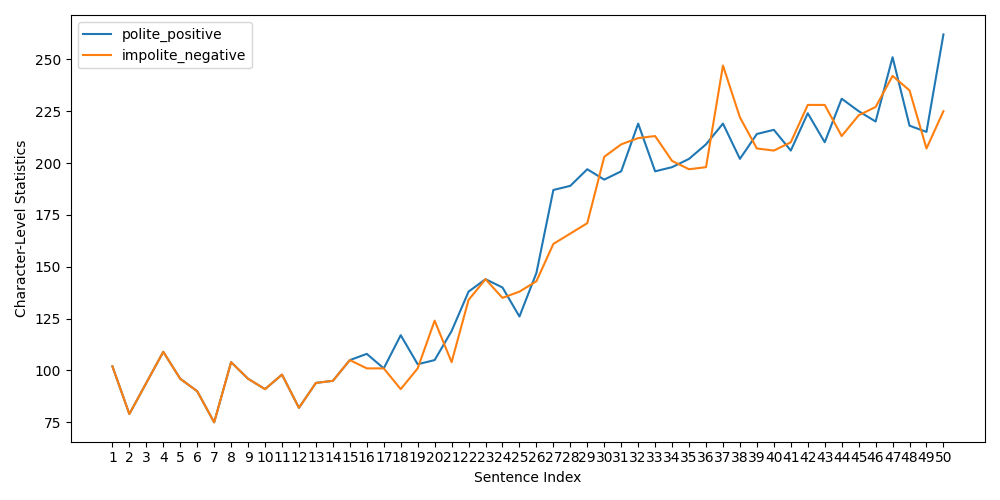 polite_positive
impolite_negative
250
225
200
175
150
125
100
75
Character-Level Statistics
1 2 3 4 5 6 7 8 9 10 11 12 13 14 15 16 17 18 19 20 21 22 23 24 25 26 27 28 29 30 31 32 33 34 35 36 37 38 39 40 41 42 43 44 45 46 47 48 49 50
Sentence Index